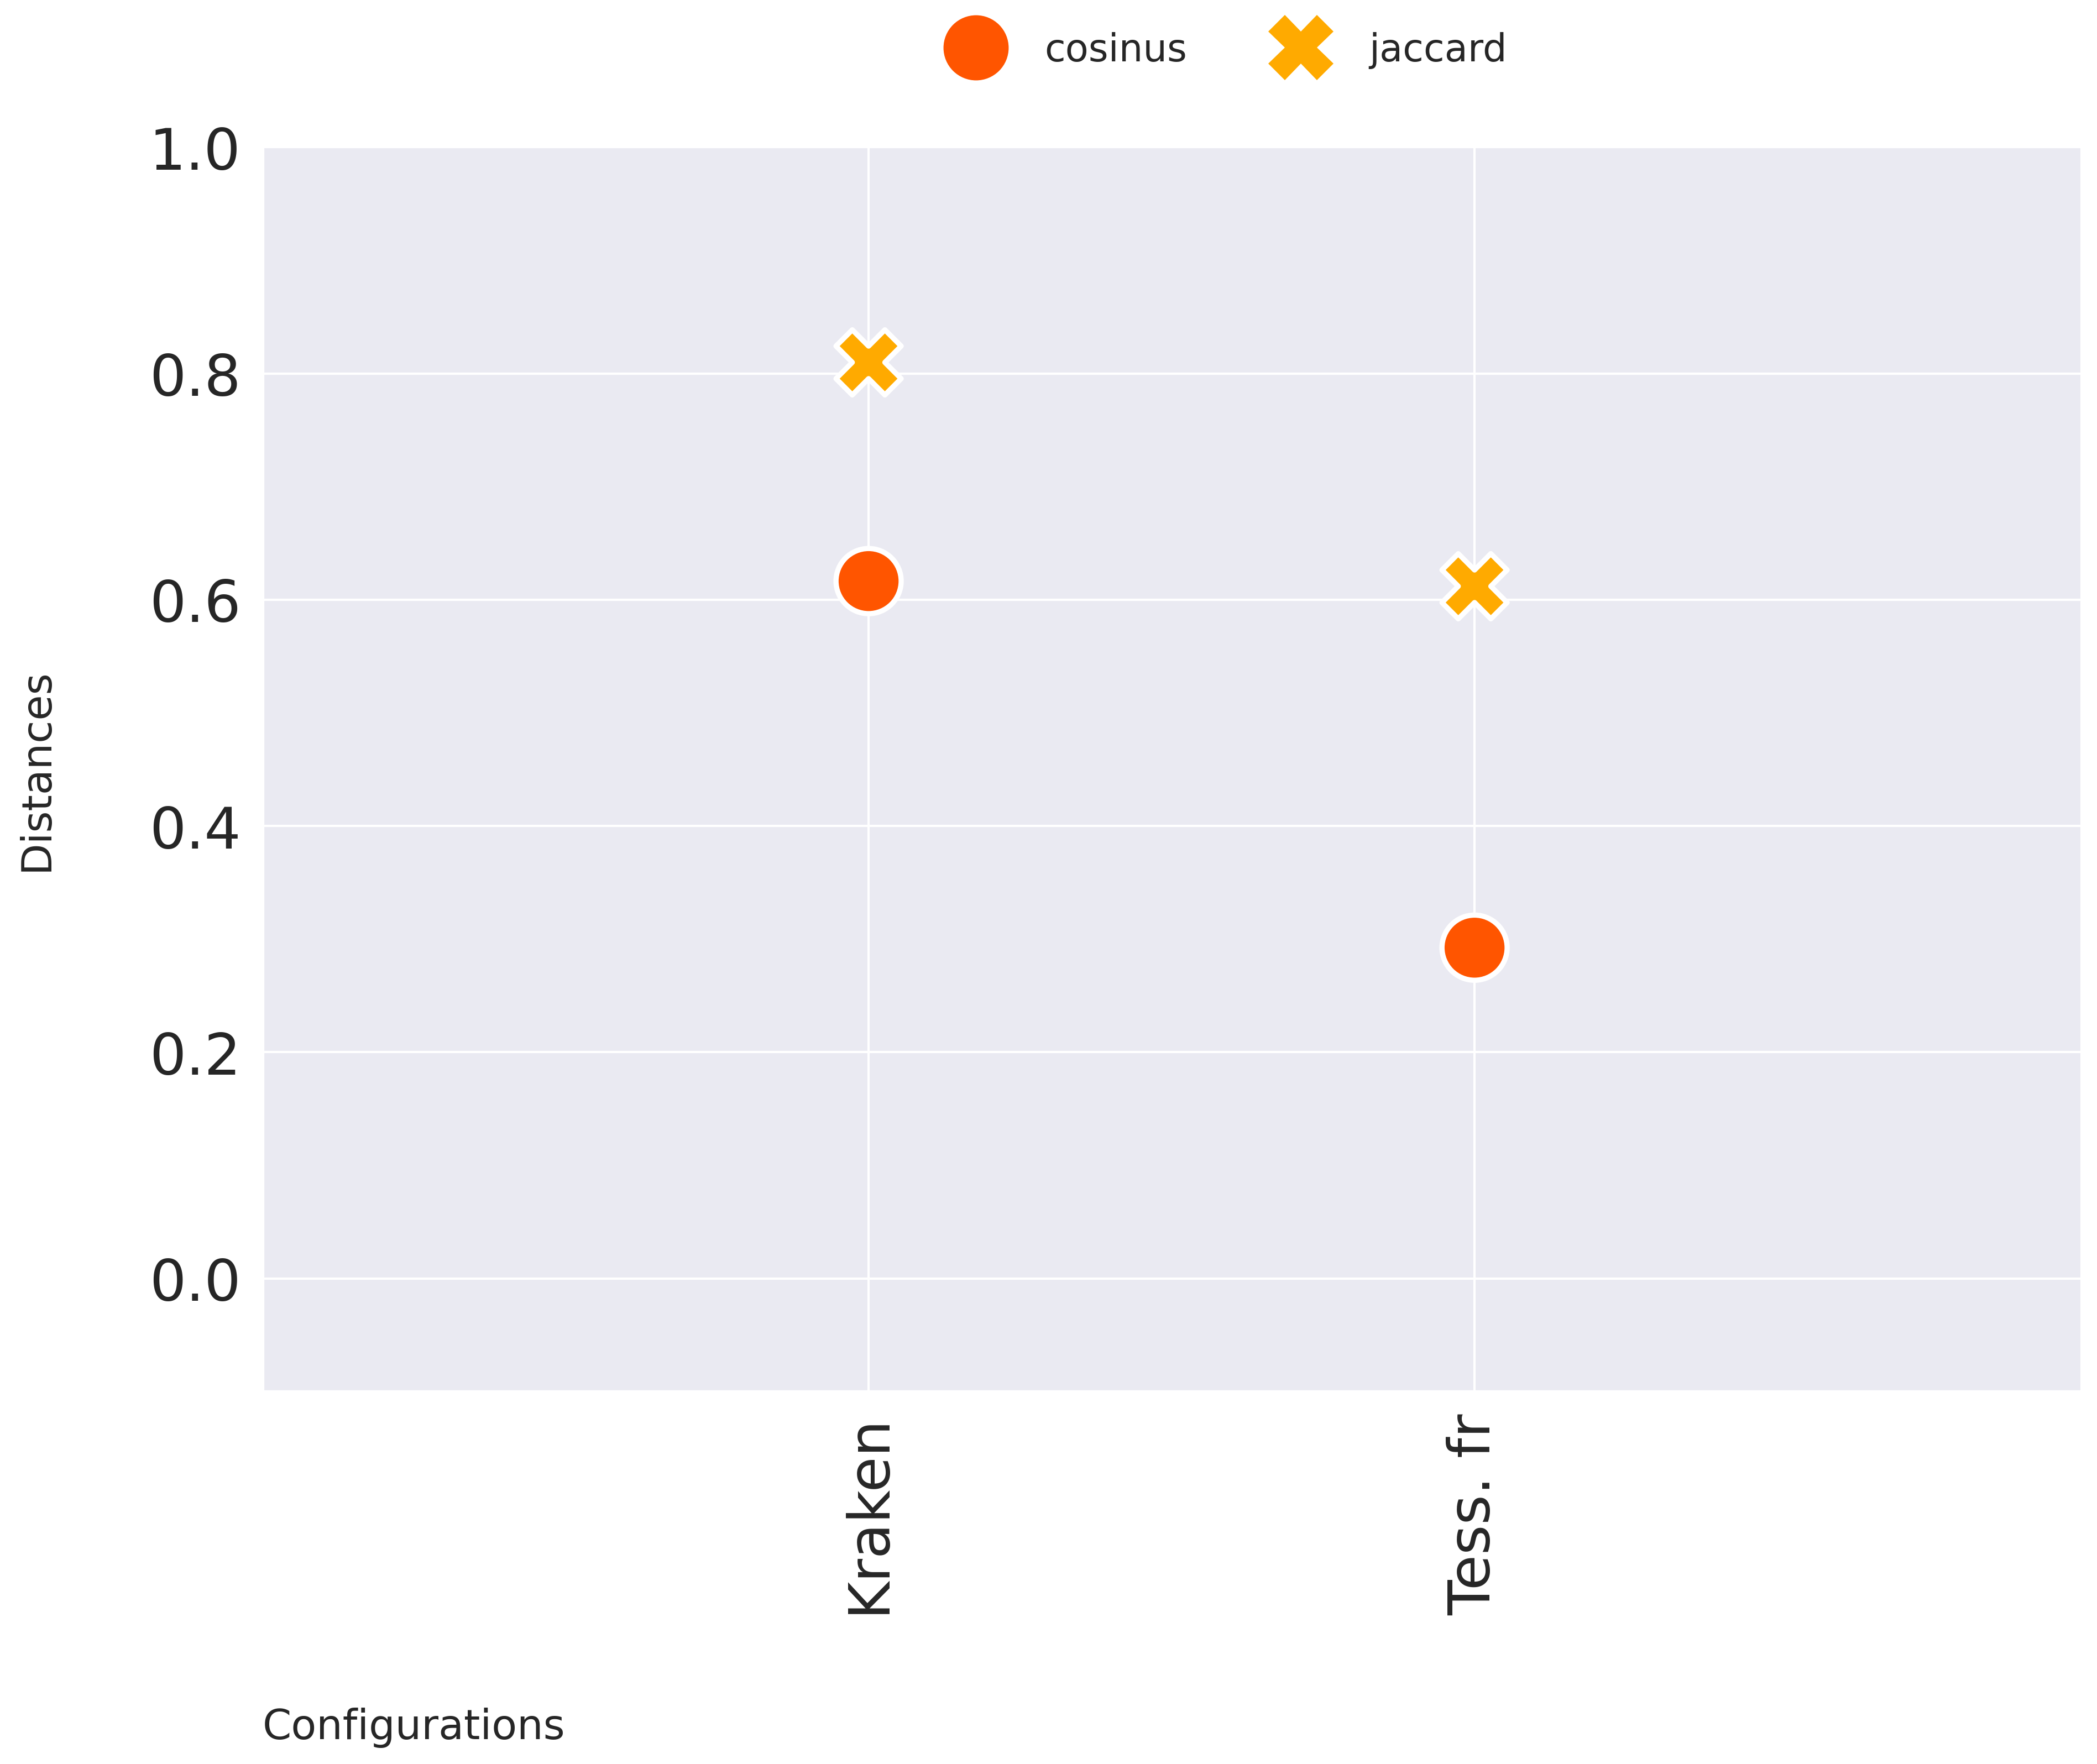 cosinus jaccard
1.0
0.8
0.6
0.4
0.2
0.0
Distances
Kraken
Tess. fr
Configurations